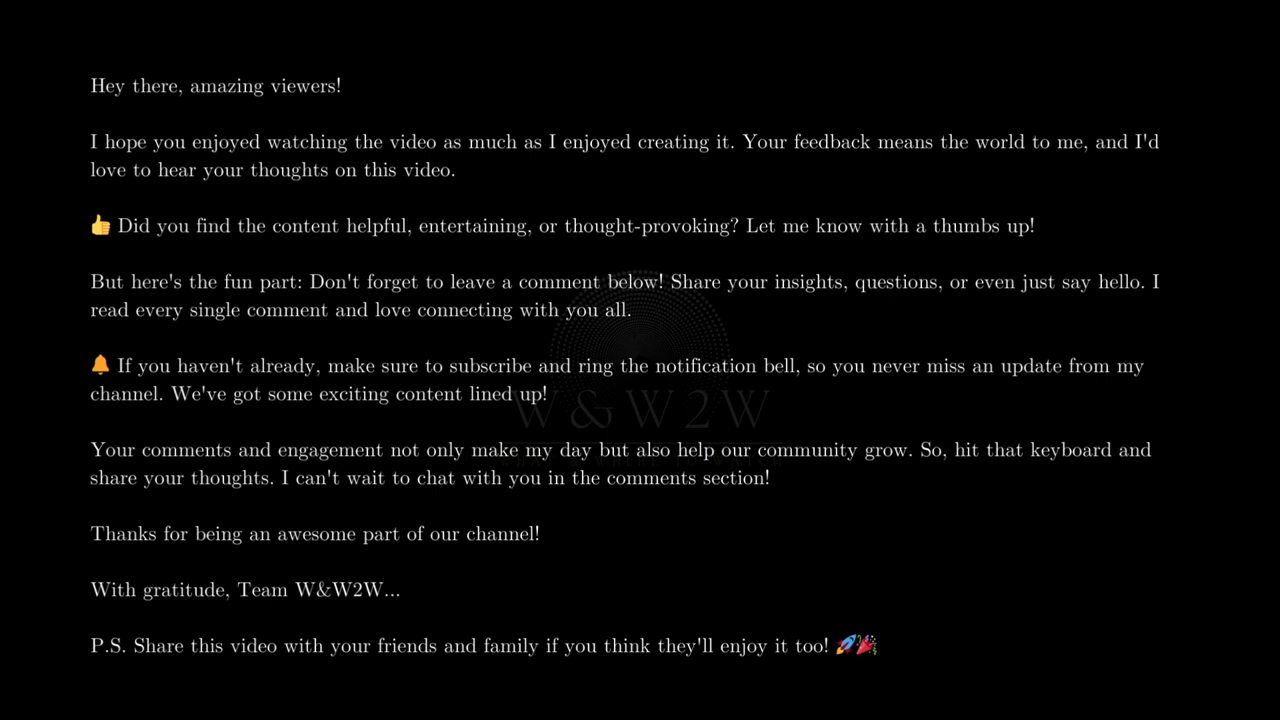 Hey there, amazing viewers!
I hope you enjoyed watching the video as much as I enjoyed creating it. Your feedback means the world to me, and I'd
love to hear your thoughts on this video.
👍 Did you find the content helpful, entertaining, or thought-provoking? Let me know with a thumbs up!
But here's the fun part: Don't forget to leave a comment below! Share your insights, questions, or even just say hello. I
read every single comment and love connecting with you all.
🔔 If you haven't already, make sure to subscribe and ring the notification bell, so you never miss an update from my
channel. We've got some exciting content lined up!
W&W2W
Your comments and engagement not only make my day but also help our community grow. So, hit that keyboard and
share your thoughts. I can't wait to chat with you in the comments section!
Thanks for being an awesome part of our channel!
With gratitude, Team W&W2W...
P.S. Share this video with your friends and family if you think they'll enjoy it too! 🚀🎉